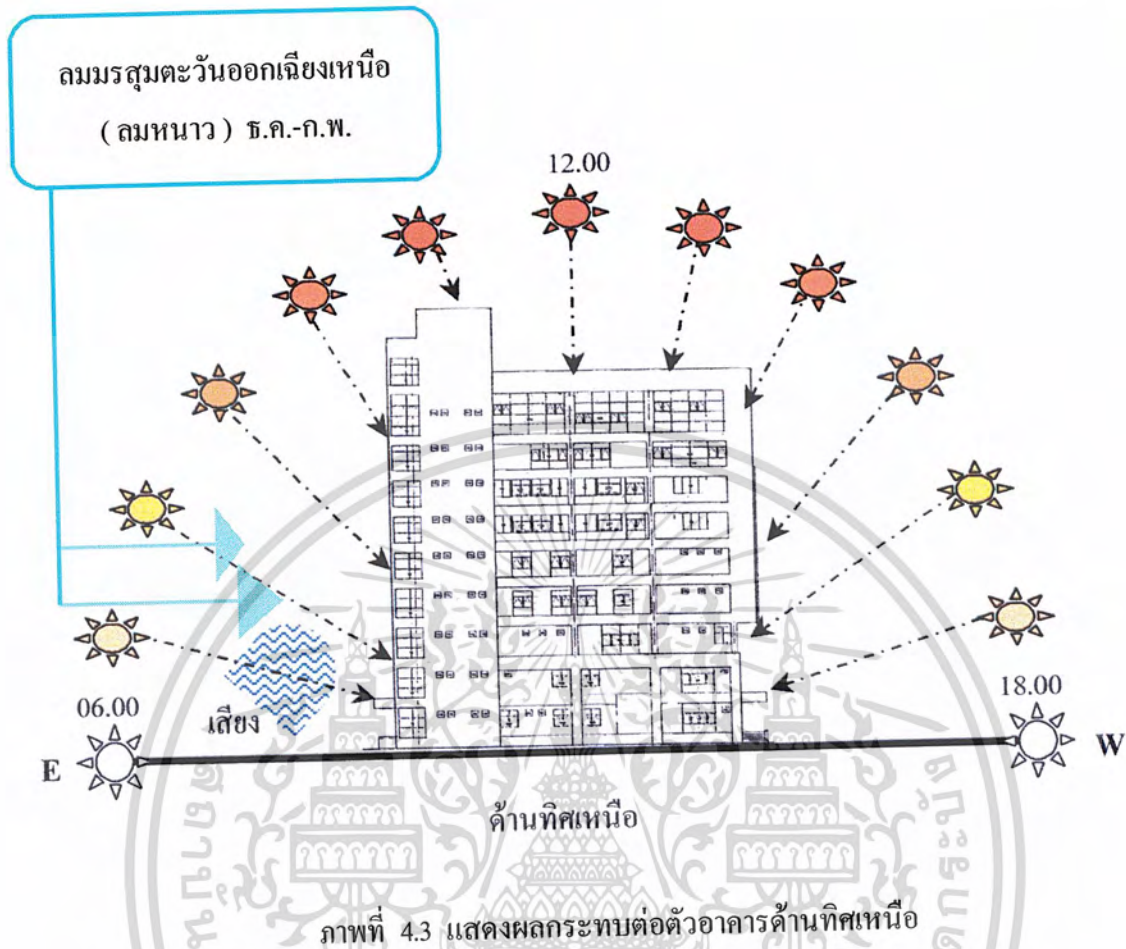 ลมมรสุมตะวันออกเฉียงเหนือ
( ลมหนาว ) ธ.ค.-ก.พ.
12.00
06.00
เสียง
18.00
E
W
ด้านทิศเหนือ
ภาพที่ 4.3 แสดงผลกระทบต่อตัวอาคารด้านทิศเหนือ